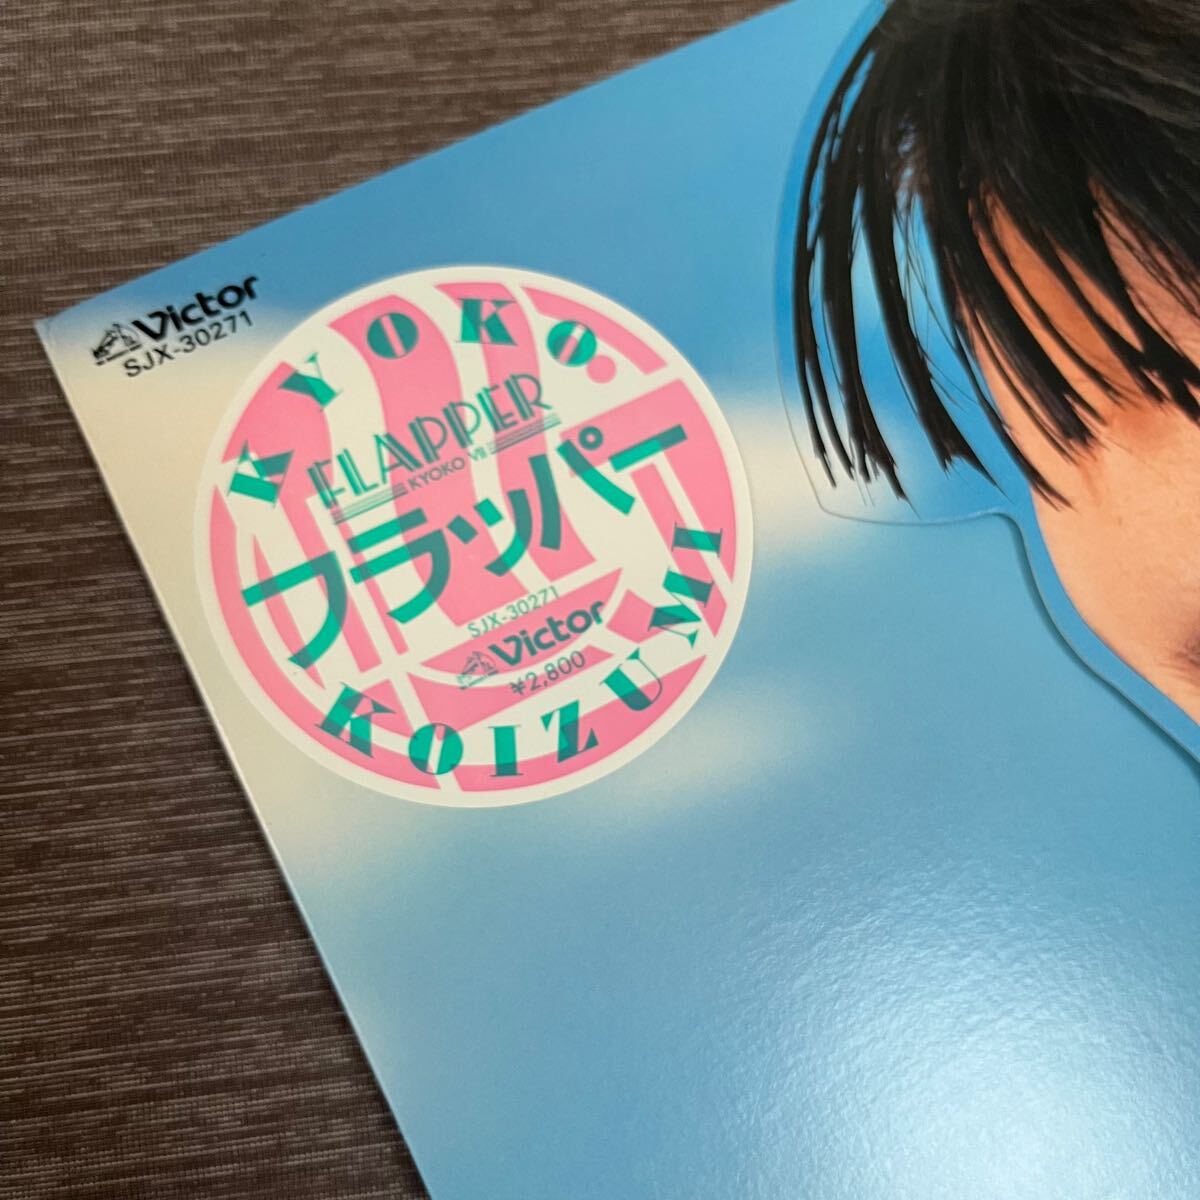 Victor
SJX-30271
KYOKO
FLAPPER
KYOKO VII
フラッパー
SJX-30271
Victor
¥2,800
KOIZUMI